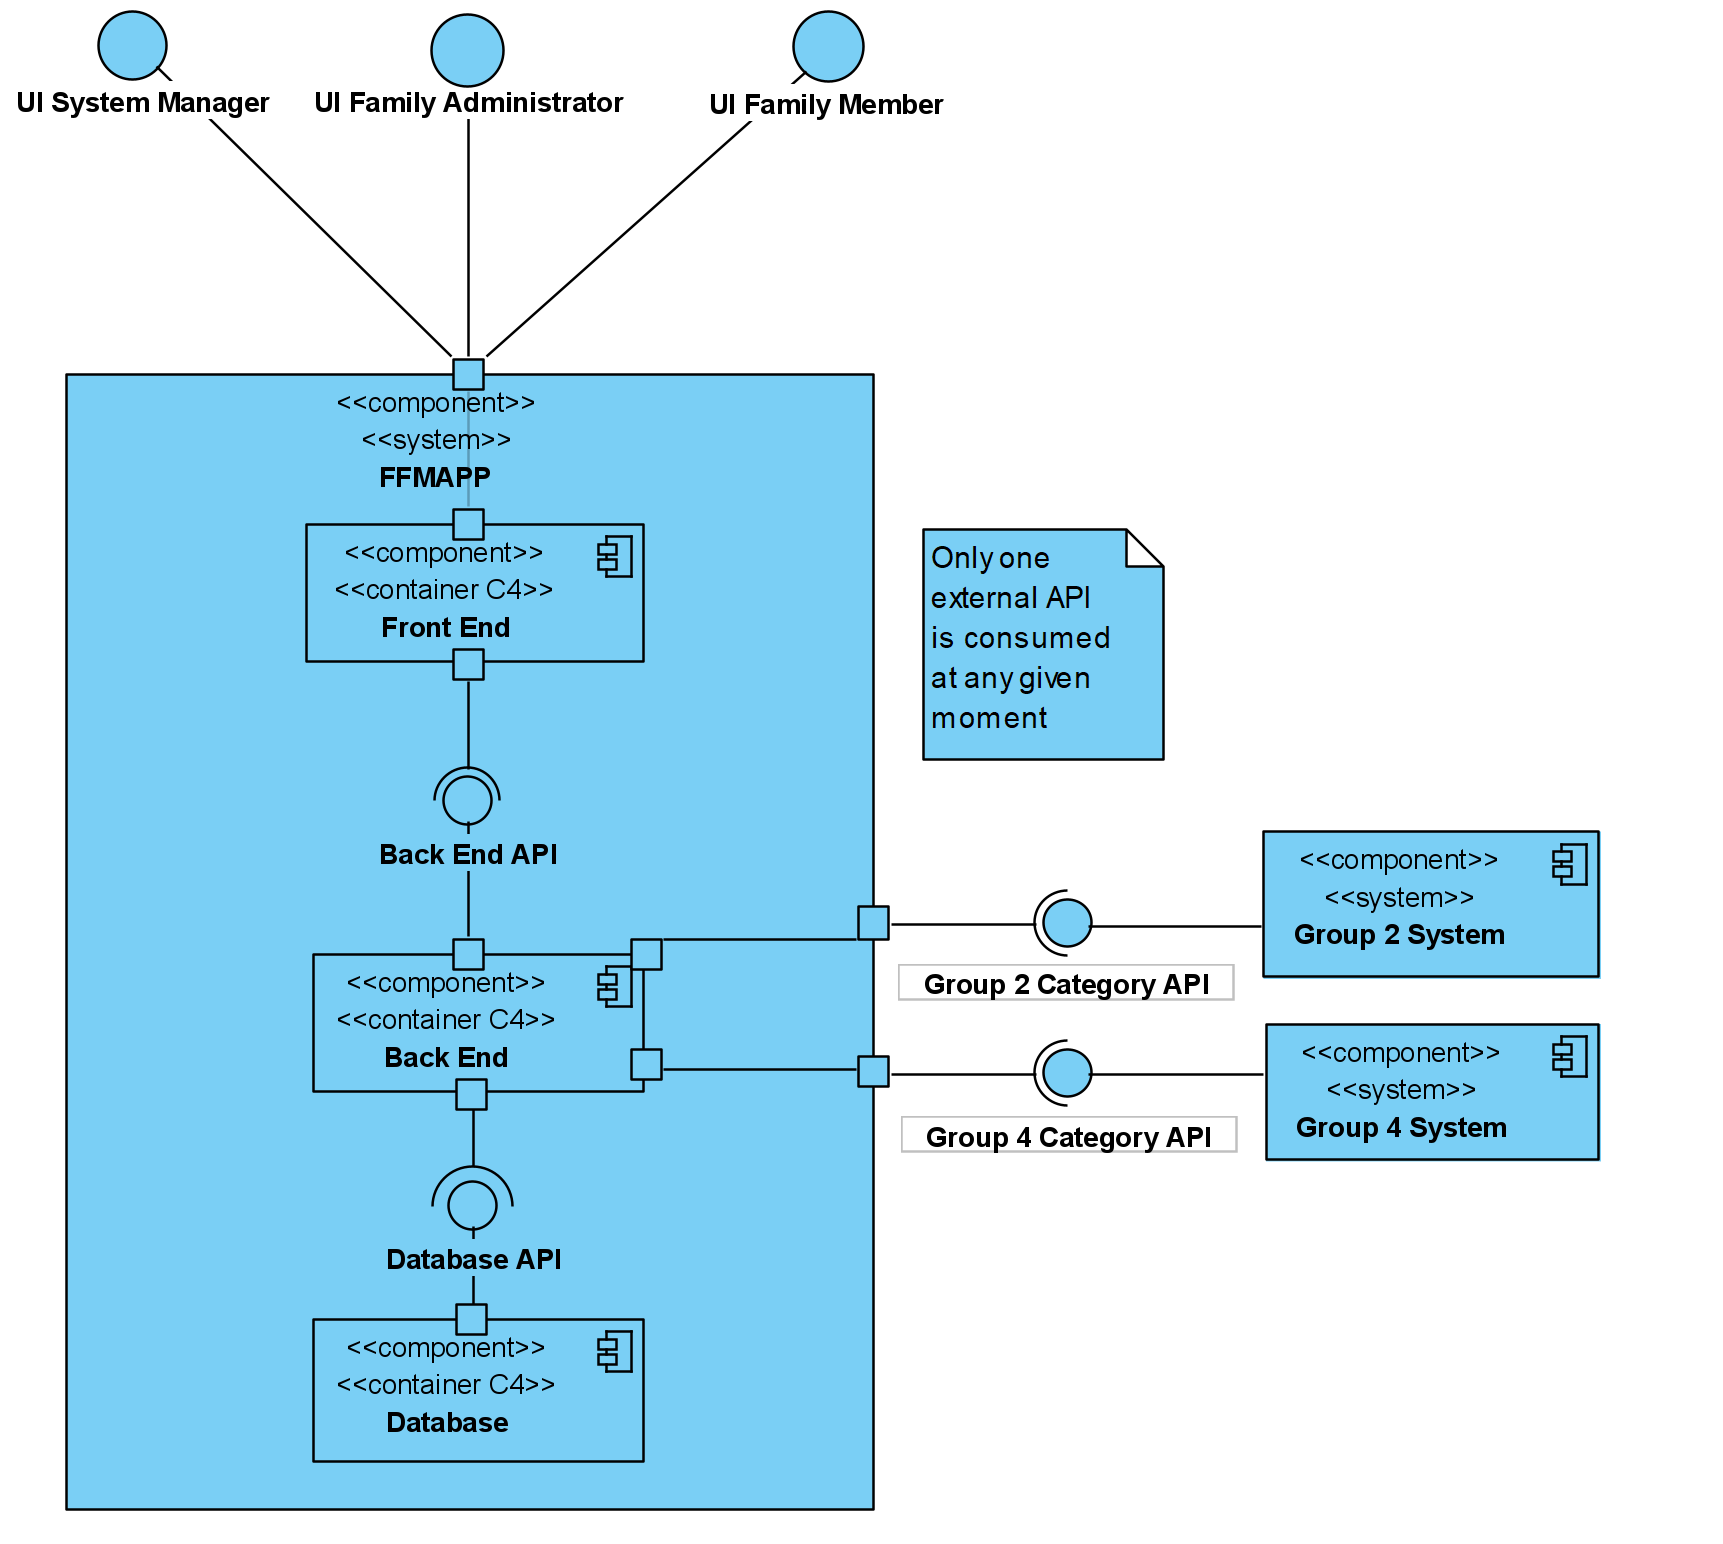 UI System Manager
UI Family Administrator
UI Family Member
<<component>>
<<system>>
FFMAPP
<<component>>
<<container C4>>
Front End
Only one
external API
is consumed
at any given
moment
Back End API
<<component>>
<<system>>
Group 2 System
Group 2 Category API
<<component>>
<<container C4>>
Back End
<<component>>
<<system>>
Group 4 System
Group 4 Category API
Database API
<<component>>
<<container C4>>
Database